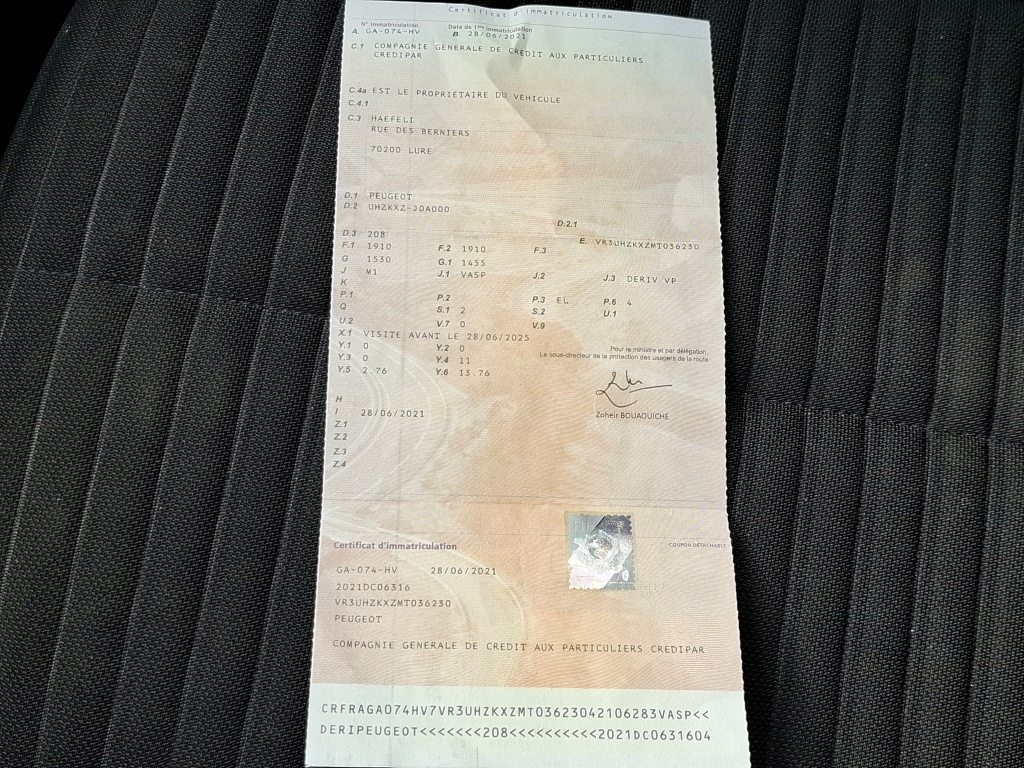 Certificat d'immatriculation
N° Immatriculation Date de 1ère immatriculation
A. GA-074-HV B. 28/06/2021
C.1 COMPAGNIE GENERALE DE CREDIT AUX PARTICULIERS
CREDIPAR
C.4a EST LE PROPRIÉTAIRE DU VÉHICULE
C.4.1
C.3 HAEFELI
RUE DES BERNIERS
70200 LURE
D.1 PEUGEOT
D.2 UHZKXZ-J0A000
D.2.1
D.3 208 E. VR3UHZKXZMT036230
F.1 1910 F.2 1910 F.3
G 1530 G.1 1455
J M1 J.1 VASP J.2 J.3 DERIV VP
K
P.1 P.2 P.3 EL P.6 4
Q S.1 2 S.2 U.1
U.2 V.7 0 V.9
X.1 VISITE AVANT LE 28/06/2025
Y.1 0 Y.2 0 Pour le ministre et par délégation,
Y.3 0 Y.4 11 Le sous-directeur de la protection des usagers de la route
Y.5 2.76 Y.6 13.76
H
I 28/06/2021 Zoheir BOUAOUICHE
Z.1
Z.2
Z.3
Z.4
Certificat d'immatriculation COUPON DÉTACHABLE
GA-074-HV 28/06/2021
2021DC06316
VR3UHZKXZMT036230
PEUGEOT
COMPAGNIE GENERALE DE CREDIT AUX PARTICULIERS CREDIPAR
CRFRAGA074HV7VR3UHZKXZMT03623042106283VASP<<
DERIPEUGEOT<<<<<<<208<<<<<<<<<<2021DC0631604